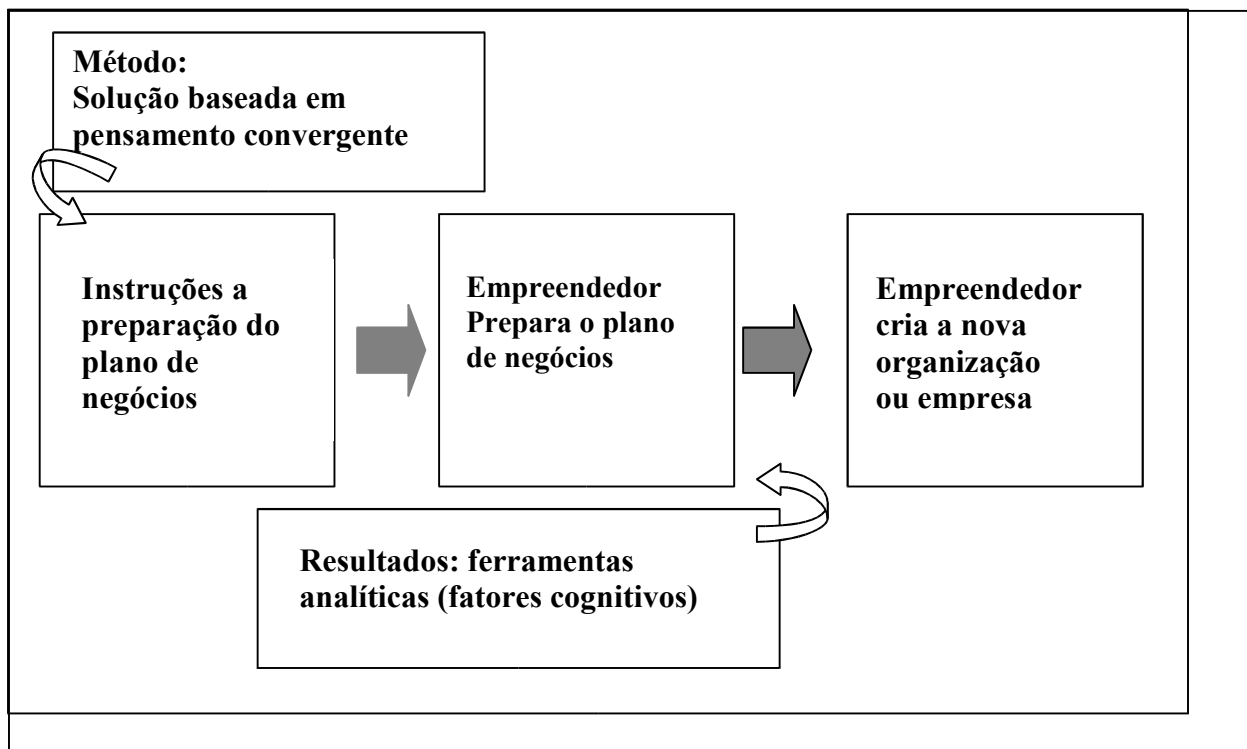 Método:
Solução baseada em
pensamento convergente
Instruções a
preparação do
plano de
negócios
Empreendedor
Prepara o plano
de negócios
Empreendedor
cria a nova
organização
ou empresa
Resultados: ferramentas
analíticas (fatores cognitivos)